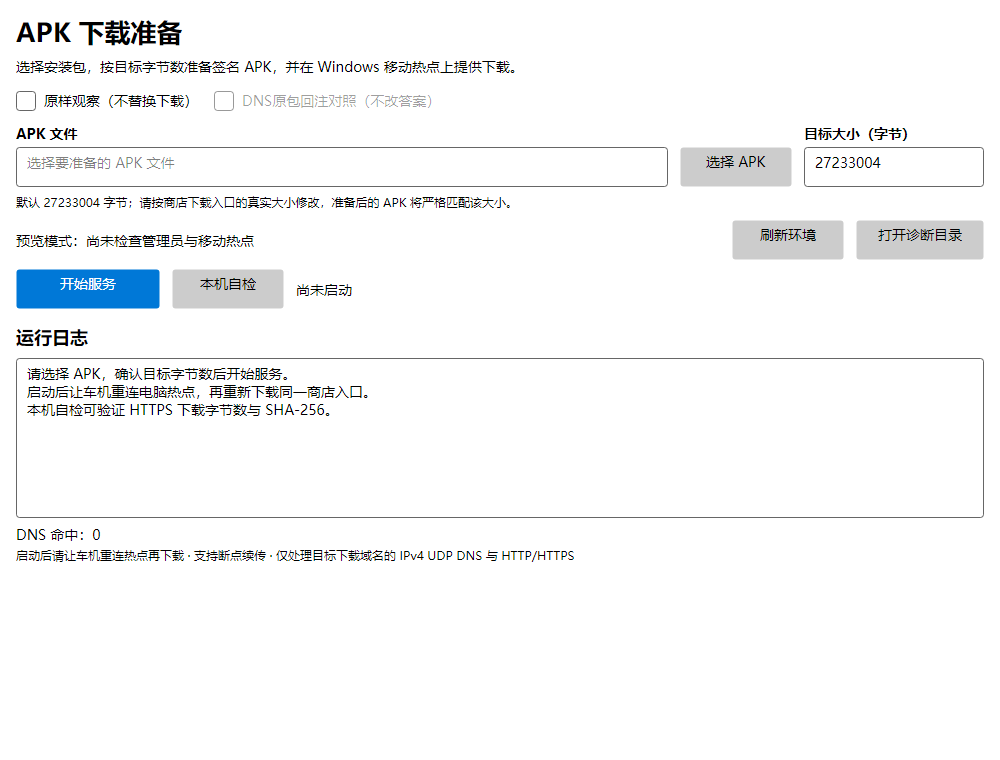 APK 下载准备
选择安装包，按目标字节数准备签名 APK，并在 Windows 移动热点上提供下载。
原样观察（不替换下载） DNS原包回注对照（不改答案）
APK 文件 目标大小（字节）
选择要准备的 APK 文件 选择 APK 27233004
默认 27233004 字节；请按商店下载入口的真实大小修改，准备后的 APK 将严格匹配该大小。
预览模式：尚未检查管理员与移动热点 刷新环境 打开诊断目录
开始服务 本机自检 尚未启动
运行日志
请选择 APK，确认目标字节数后开始服务。
启动后让车机重连电脑热点，再重新下载同一商店入口。
本机自检可验证 HTTPS 下载字节数与 SHA-256。
DNS 命中：0
启动后请让车机重连热点再下载 · 支持断点续传 · 仅处理目标下载域名的 IPv4 UDP DNS 与 HTTP/HTTPS